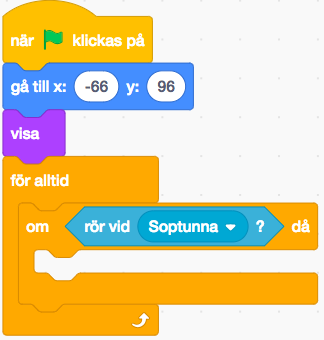 när klickas på
gå till x: -66 y: 96
visa
för alltid
om rör vid Soptunna ? då